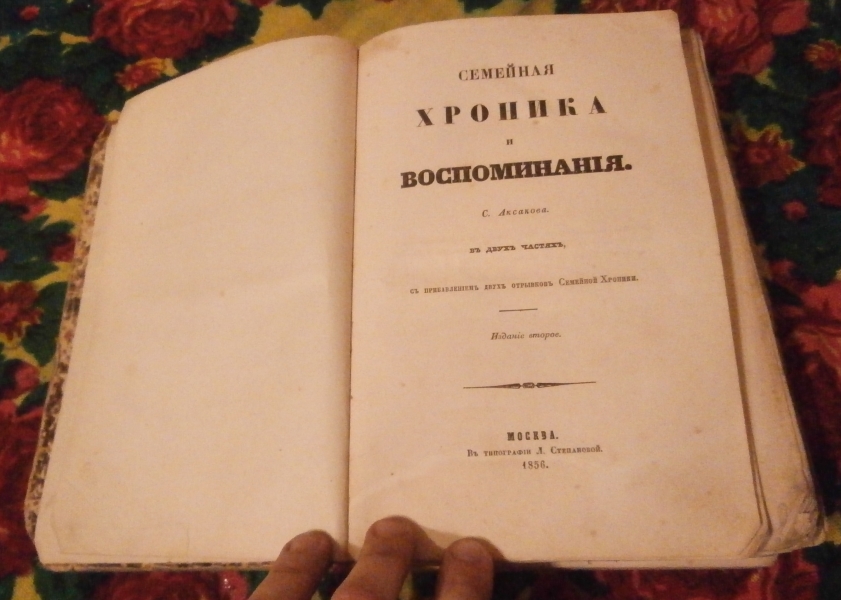 СЕМЕЙНАЯ
ХРОНИКА
И
ВОСПОМИНАНІЯ.
С. Аксакова.
ВЪ ДВУХЪ ЧАСТЯХЪ,
СЪ ПРИБАВЛЕНІЕМЪ ДВУХЪ ОТРЫВКОВЪ СЕМЕЙНОЙ ХРОНИКИ.
Изданіе второе.
МОСКВА.
ВЪ ТИПОГРАФІИ Л. СТЕПАНОВОЙ.
1856.